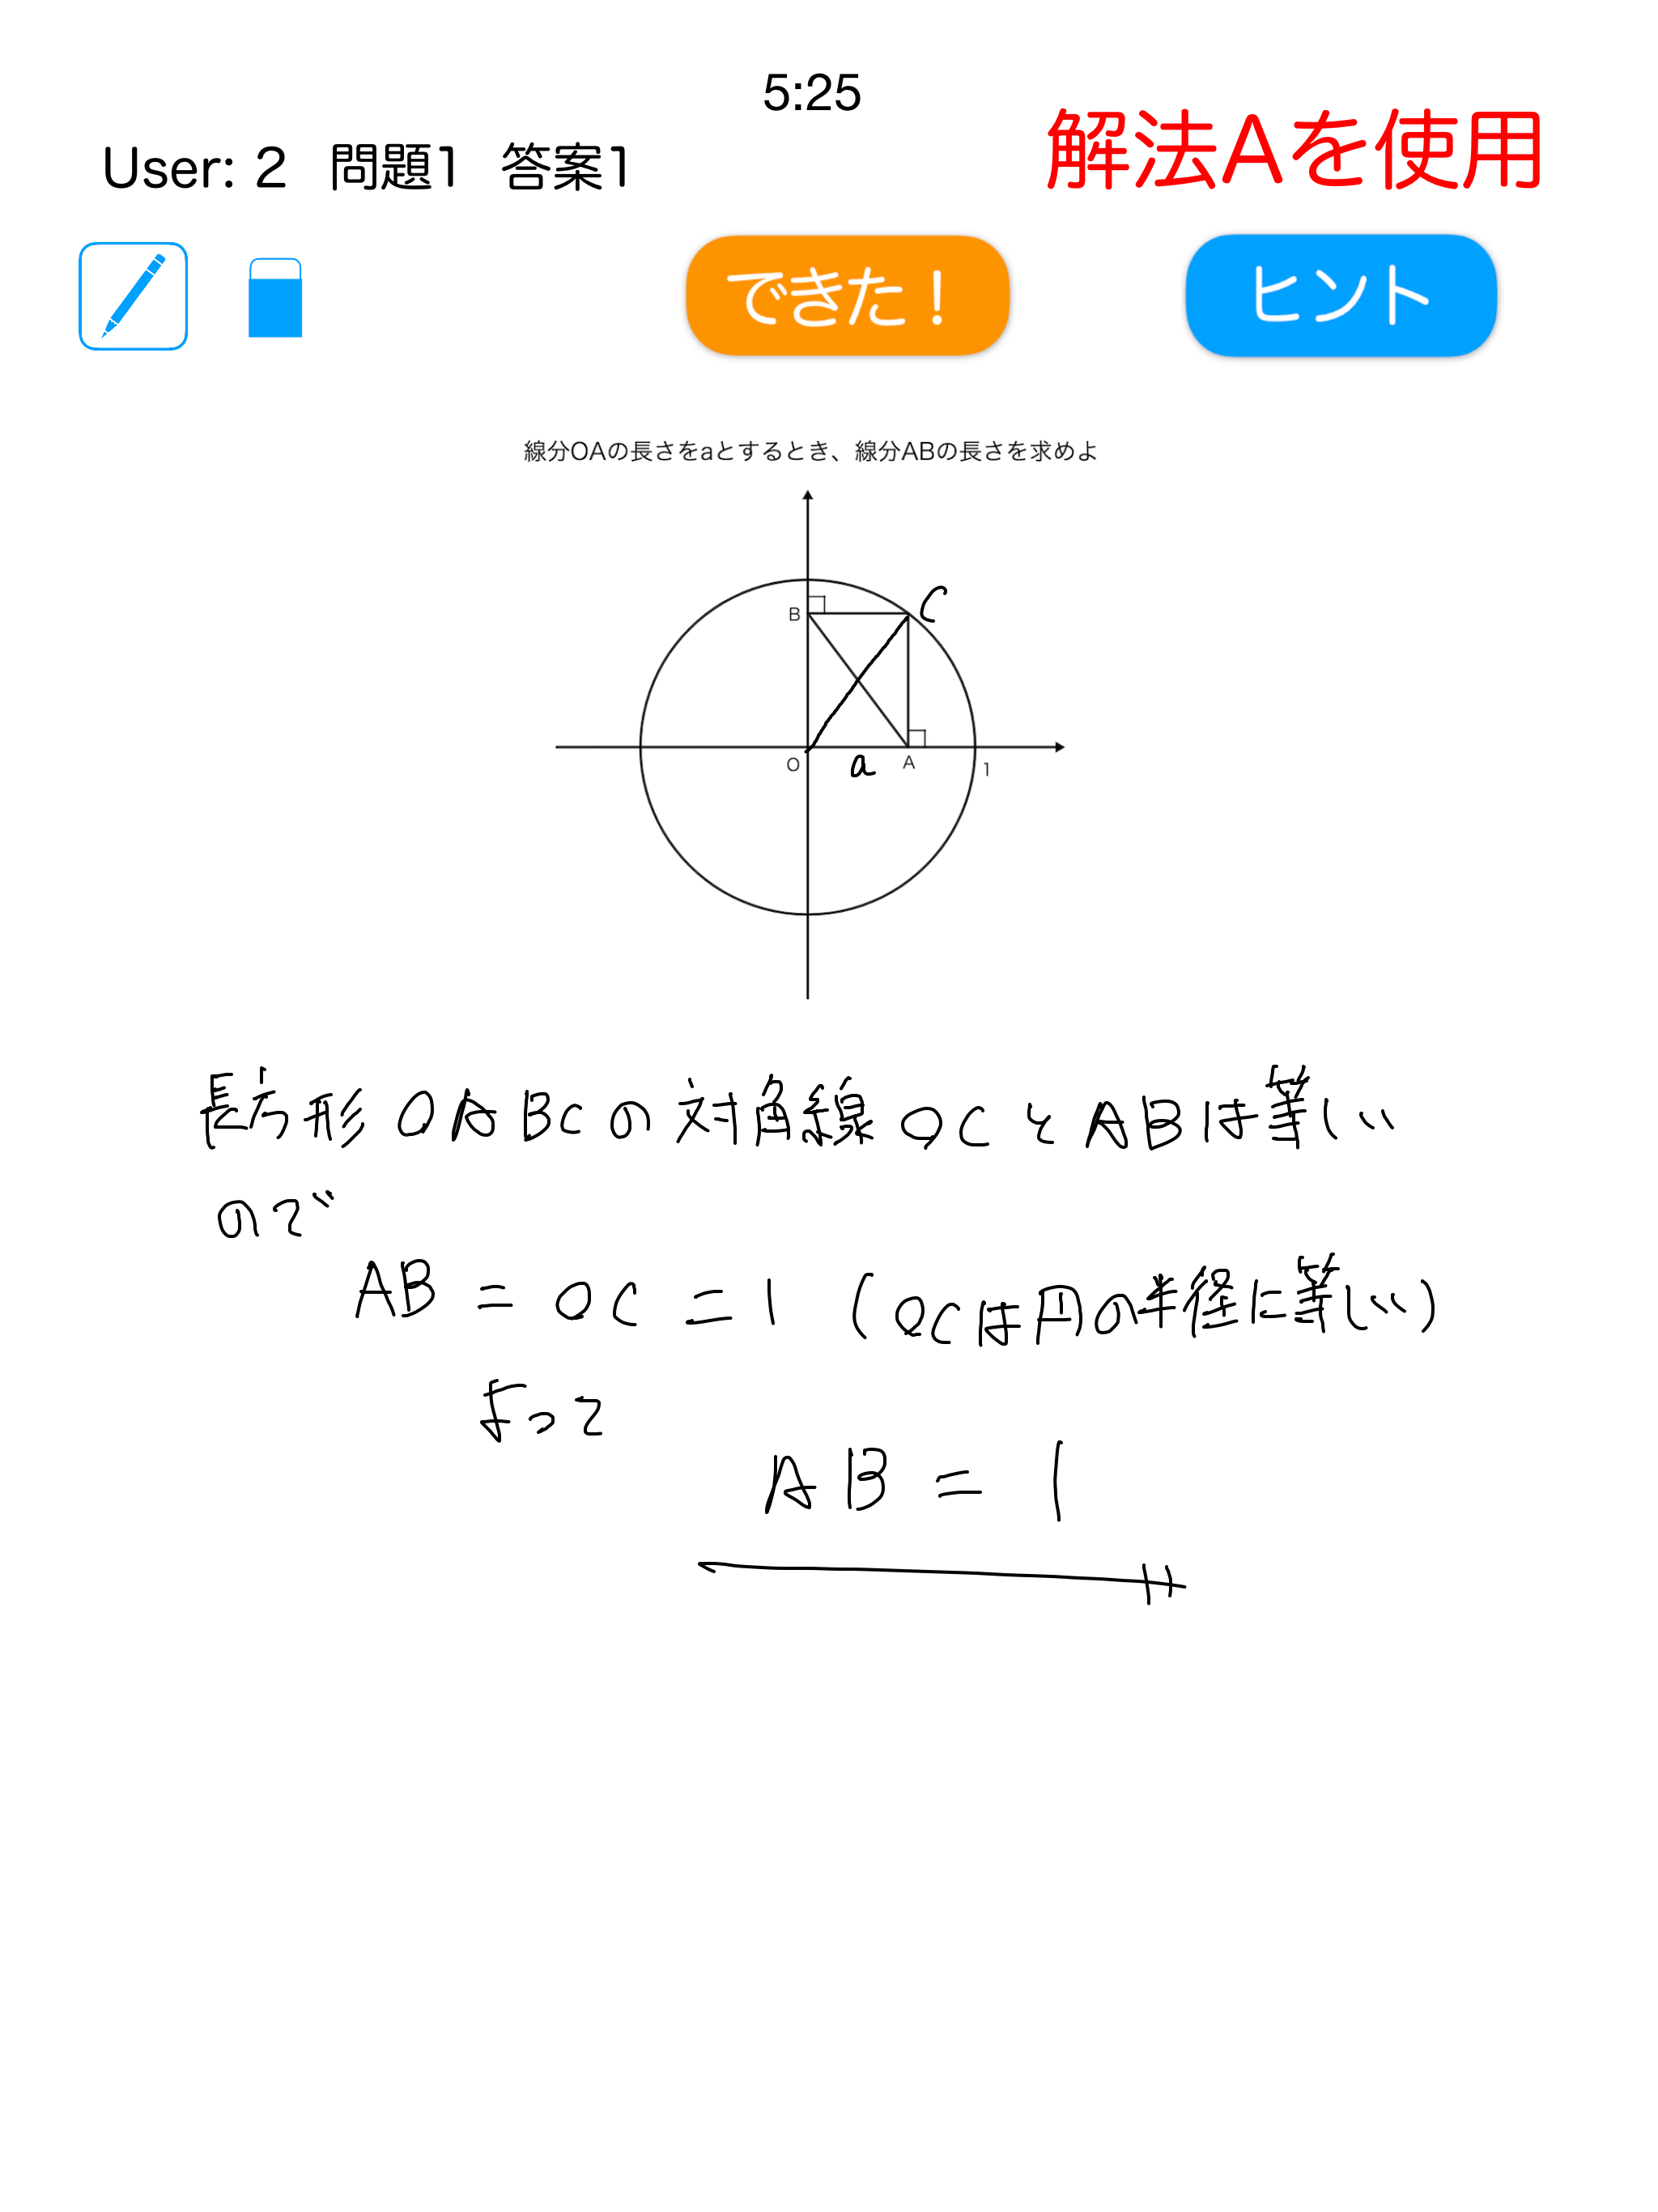 5:25
User: 2 問題1 答案1
解法Aを使用
できた！
ヒント
線分OAの長さをaとするとき、線分ABの長さを求めよ
B
C
O
a
A
1
長方形OABCの対角線OCとABは等しい
ので
AB = OC = 1 (OCは円の半径に等しい)
よって
AB = 1